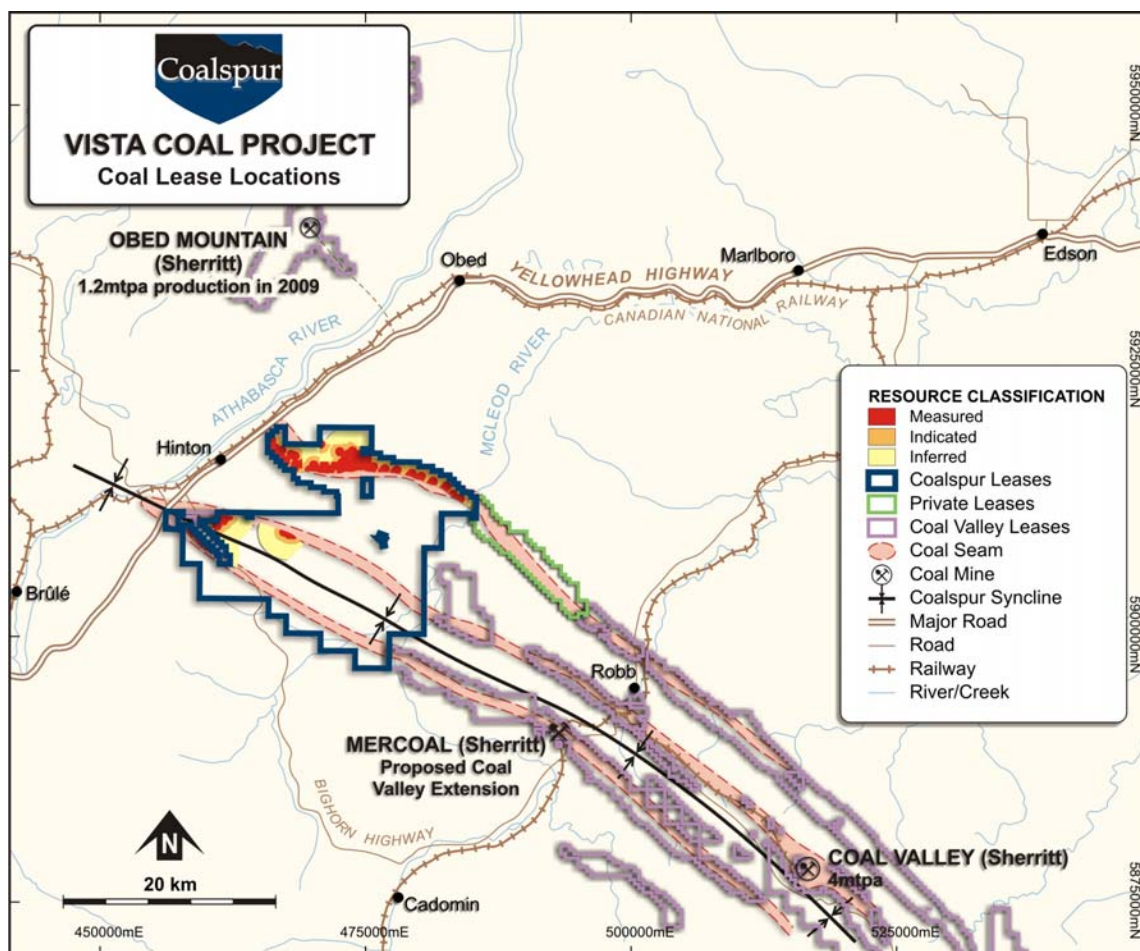 Coalspur
VISTA COAL PROJECT
Coal Lease Locations
5950000mN
OBED MOUNTAIN
(Sherritt)
1.2mtpa production in 2009
Obed
Marlboro
Edson
YELLOWHEAD HIGHWAY
CANADIAN NATIONAL RAILWAY
ATHABASCA RIVER
MCLEOD RIVER
5925000mN
Hinton
RESOURCE CLASSIFICATION
Measured
Indicated
Inferred
Coalspur Leases
Private Leases
Coal Valley Leases
Coal Seam
Coal Mine
Coalspur Syncline
Major Road
Road
Railway
River/Creek
Brûlé
5900000mN
Robb
MERCOAL (Sherritt)
Proposed Coal
Valley Extension
BIGHORN HIGHWAY
N
20 km
COAL VALLEY (Sherritt)
4mtpa
Cadomin
5875000mN
450000mE
475000mE
500000mE
525000mE